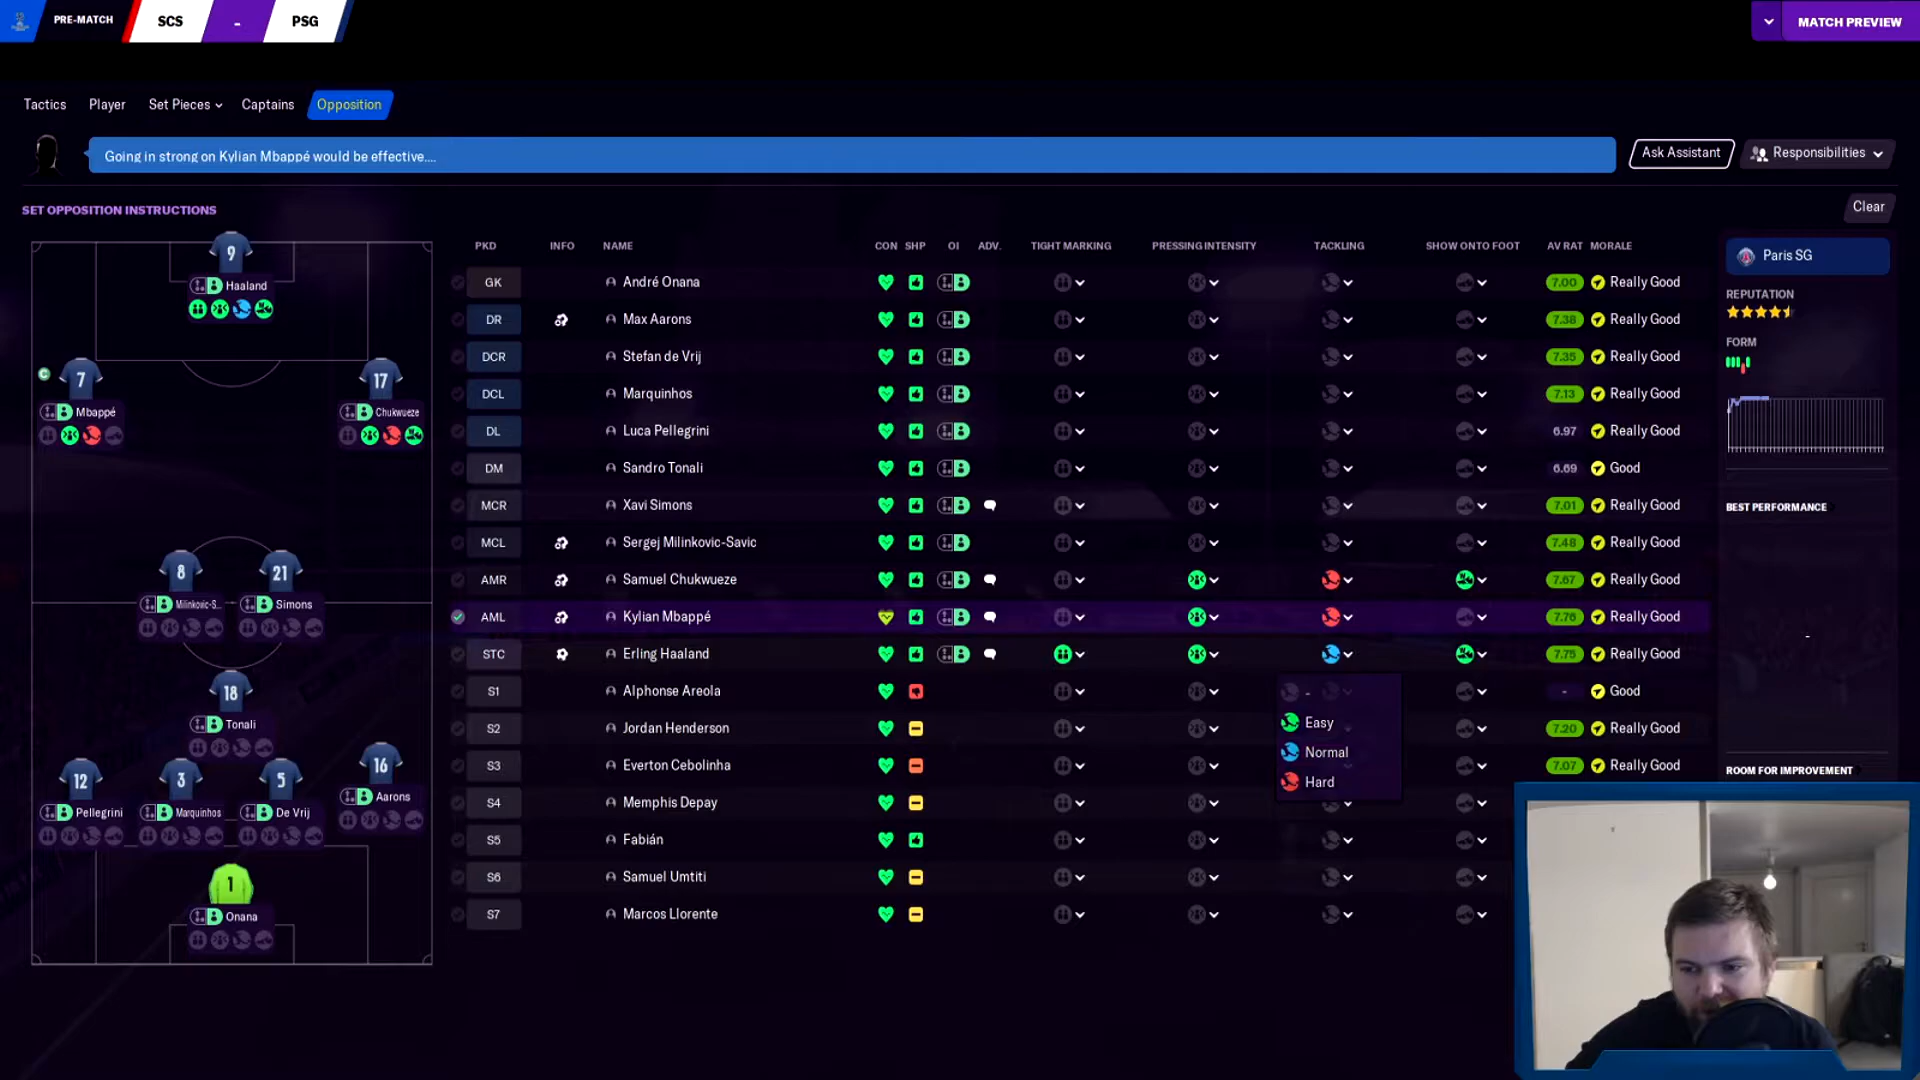 PRE-MATCH SCS - PSG MATCH PREVIEW
Tactics Player Set Pieces Captains Opposition
Going in strong on Kylian Mbappé would be effective.... Ask Assistant Responsibilities
SET OPPOSITION INSTRUCTIONS Clear
PKD INFO NAME CON SHP OI ADV. TIGHT MARKING PRESSING INTENSITY TACKLING SHOW ONTO FOOT AV RAT MORALE
GK André Onana 7.00 Really Good
DR Max Aarons 7.38 Really Good
DCR Stefan de Vrij 7.35 Really Good
DCL Marquinhos 7.13 Really Good
DL Luca Pellegrini 6.97 Really Good
DM Sandro Tonali 6.69 Good
MCR Xavi Simons 7.01 Really Good
MCL Sergej Milinkovic-Savic 7.48 Really Good
AMR Samuel Chukwueze 7.67 Really Good
AML Kylian Mbappé 7.76 Really Good
STC Erling Haaland 7.75 Really Good
S1 Alphonse Areola - Good
S2 Jordan Henderson 7.20 Really Good
S3 Everton Cebolinha 7.07 Really Good
S4 Memphis Depay
S5 Fabián
S6 Samuel Umtiti
S7 Marcos Llorente
-
Easy
Normal
Hard
9
Haaland
C 7 17
Mbappé Chukwueze
8 21
Milinkovic-S... Simons
18
Tonali
12 3 5 16
Pellegrini Marquinhos De Vrij Aarons
1
Onana
Paris SG
REPUTATION
FORM
BEST PERFORMANCE
-
ROOM FOR IMPROVEMENT